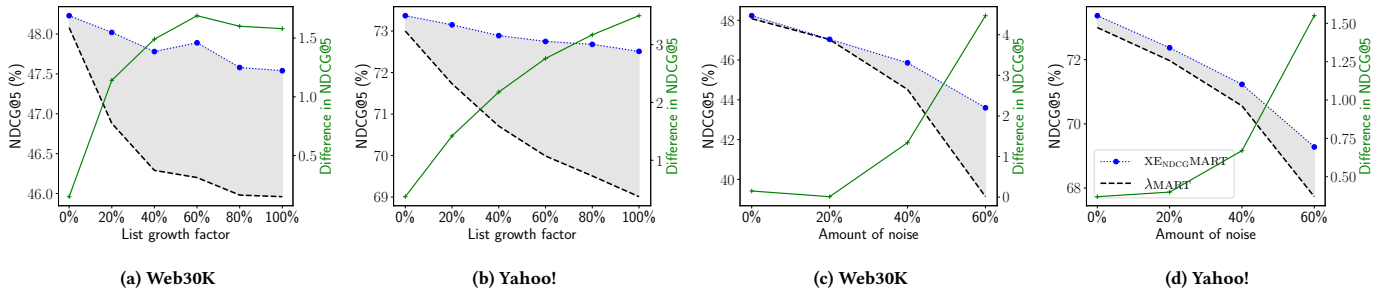 NDCG@5 (%)
48.0
47.5
47.0
46.5
46.0
0% 20% 40% 60% 80% 100%
List growth factor
1.5
1.0
0.5
Difference in NDCG@5
(a) Web30K
NDCG@5 (%)
73
72
71
70
69
0% 20% 40% 60% 80% 100%
List growth factor
3
2
1
Difference in NDCG@5
(b) Yahoo!
NDCG@5 (%)
48
46
44
42
40
0% 20% 40% 60%
Amount of noise
4
3
2
1
0
Difference in NDCG@5
(c) Web30K
NDCG@5 (%)
72
70
68
0% 20% 40% 60%
Amount of noise
1.50
1.25
1.00
0.75
0.50
Difference in NDCG@5
XE_NDCG MART
λMART
(d) Yahoo!